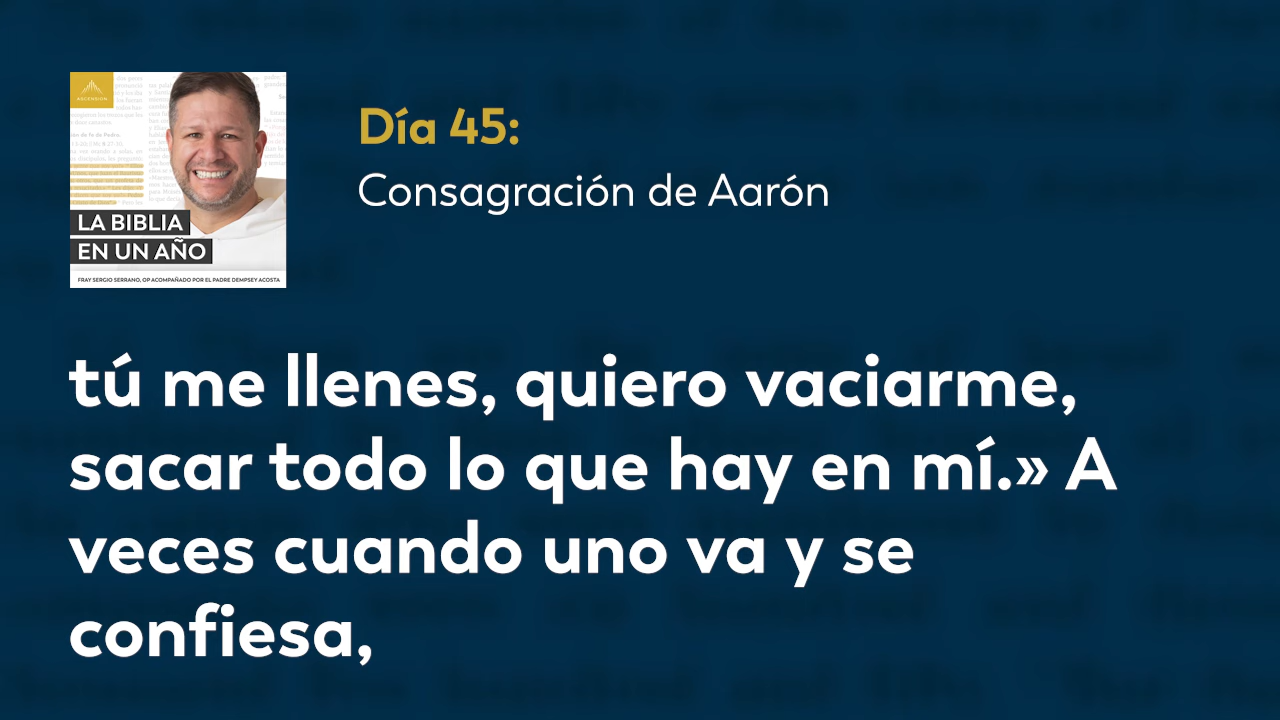 ASCENSION
LA BIBLIA
EN UN AÑO
FRAY SERGIO SERRANO, OP ACOMPAÑADO POR EL PADRE DEMPSEY ACOSTA
Día 45:
Consagración de Aarón
tú me llenes, quiero vaciarme,
sacar todo lo que hay en mí.» A
veces cuando uno va y se
confiesa,